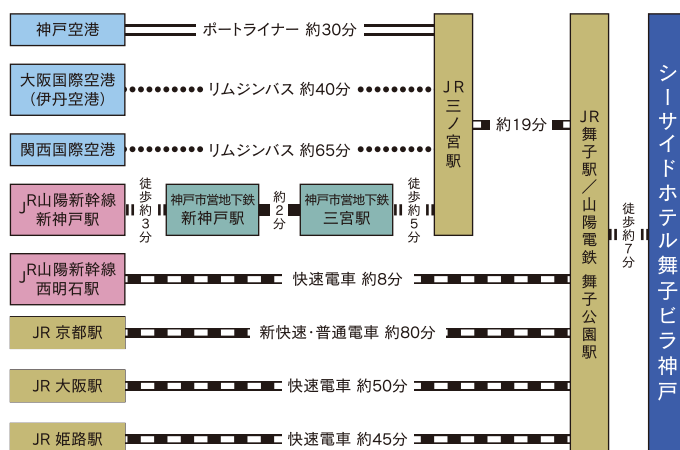 神戸空港
ポートライナー 約30分
大阪国際空港
(伊丹空港)
リムジンバス 約40分
関西国際空港
リムジンバス 約65分
JR山陽新幹線
新神戸駅
徒歩約3分
神戸市営地下鉄
新神戸駅
約2分
神戸市営地下鉄
三宮駅
徒歩約5分
JR三ノ宮駅
約19分
JR山陽新幹線
西明石駅
快速電車 約8分
JR 京都駅
新快速・普通電車 約80分
JR 大阪駅
快速電車 約50分
JR 姫路駅
快速電車 約45分
JR舞子駅/山陽電鉄 舞子公園駅
徒歩約7分
シーサイドホテル舞子ビラ神戸